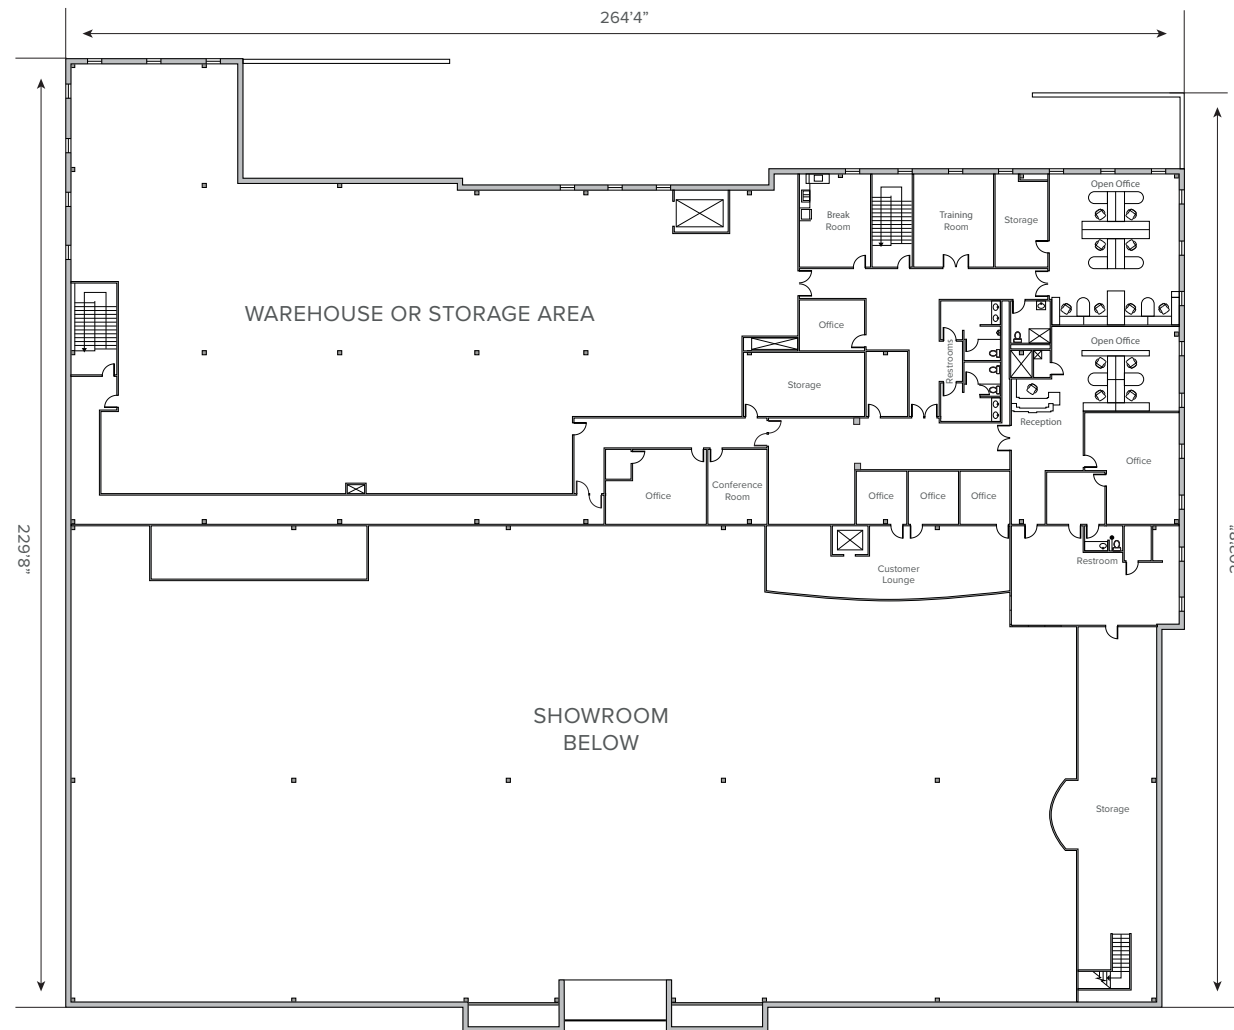 264'4"
Open Office
Break
Room
Training
Room
Storage
WAREHOUSE OR STORAGE AREA
Office
Restrooms
Open Office
Storage
Reception
Office
Office
Conference
Room
Office
Office
Office
229'8"
Customer
Lounge
Restroom
SHOWROOM
BELOW
Storage